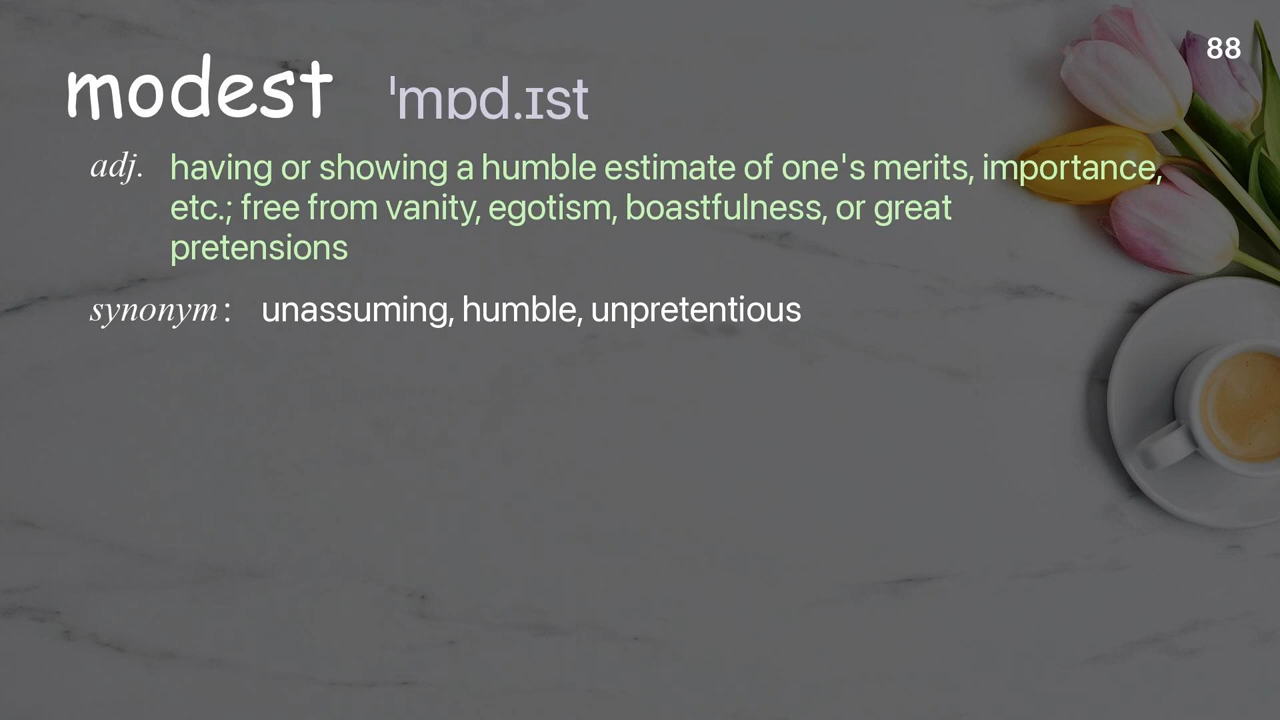 88
modest ˈmɒd.ɪst
adj. having or showing a humble estimate of one's merits, importance,
etc.; free from vanity, egotism, boastfulness, or great
pretensions
synonym: unassuming, humble, unpretentious